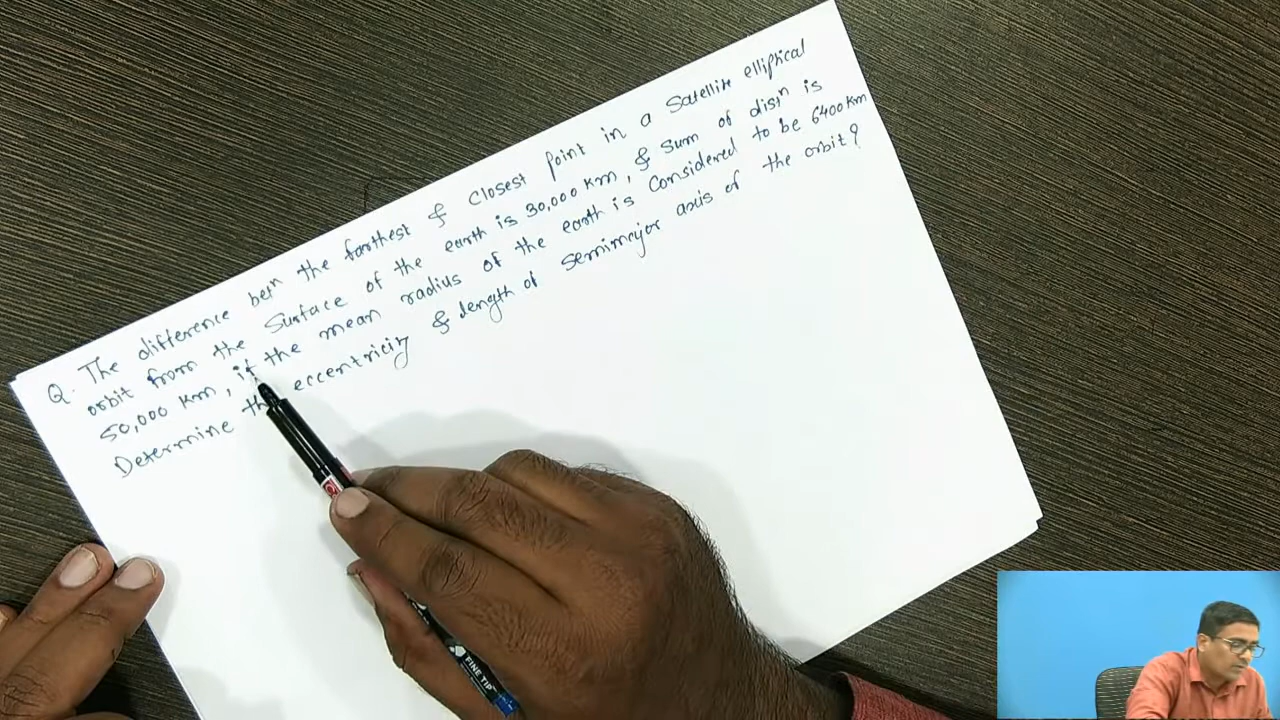 Q. The difference betn the farthest & closest point in a satellite elliptical
orbit from the surface of the earth is 30,000 km, & sum of distn is
50,000 km, if the mean radius of the earth is considered to be 6400 km
Determine the eccentricity & length of semimajor axis of the orbit?
FINE TIP